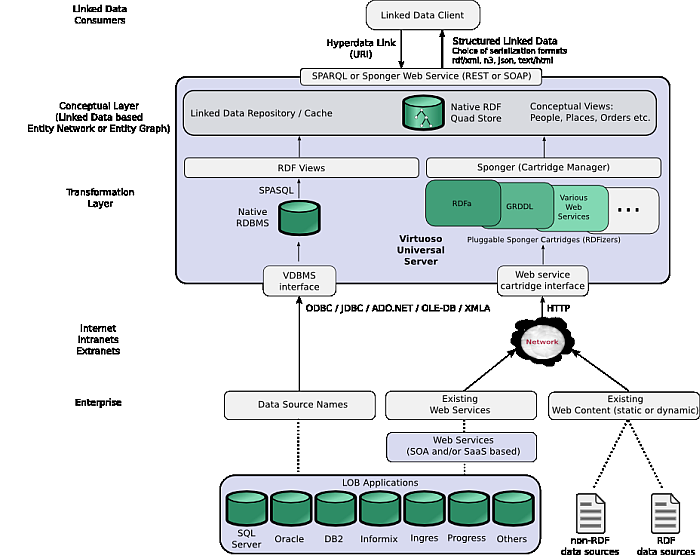 Linked Data
Consumers
Linked Data Client
Hyperdata Link
(URI)
Structured Linked Data
Choice of serialization formats
rdf/xml, n3, json, text/html
SPARQL or Sponger Web Service (REST or SOAP)
Conceptual Layer
(Linked Data based
Entity Network or Entity Graph)
Linked Data Repository / Cache
Native RDF
Quad Store
Conceptual Views:
People, Places, Orders etc.
RDF Views
Sponger (Cartridge Manager)
Transformation
Layer
SPASQL
Native
RDBMS
RDFa
GRDDL
Various
Web
Services
...
Pluggable Sponger Cartridges (RDFizers)
Virtuoso
Universal
Server
VDBMS
interface
Web service
cartridge interface
ODBC / JDBC / ADO.NET / OLE-DB / XMLA
HTTP
Internet
Intranets
Extranets
Network
Enterprise
Data Source Names
Existing
Web Services
Existing
Web Content (static or dynamic)
Web Services
(SOA and/or SaaS based)
LOB Applications
SQL
Server
Oracle
DB2
Informix
Ingres
Progress
Others
non-RDF
data sources
RDF
data sources